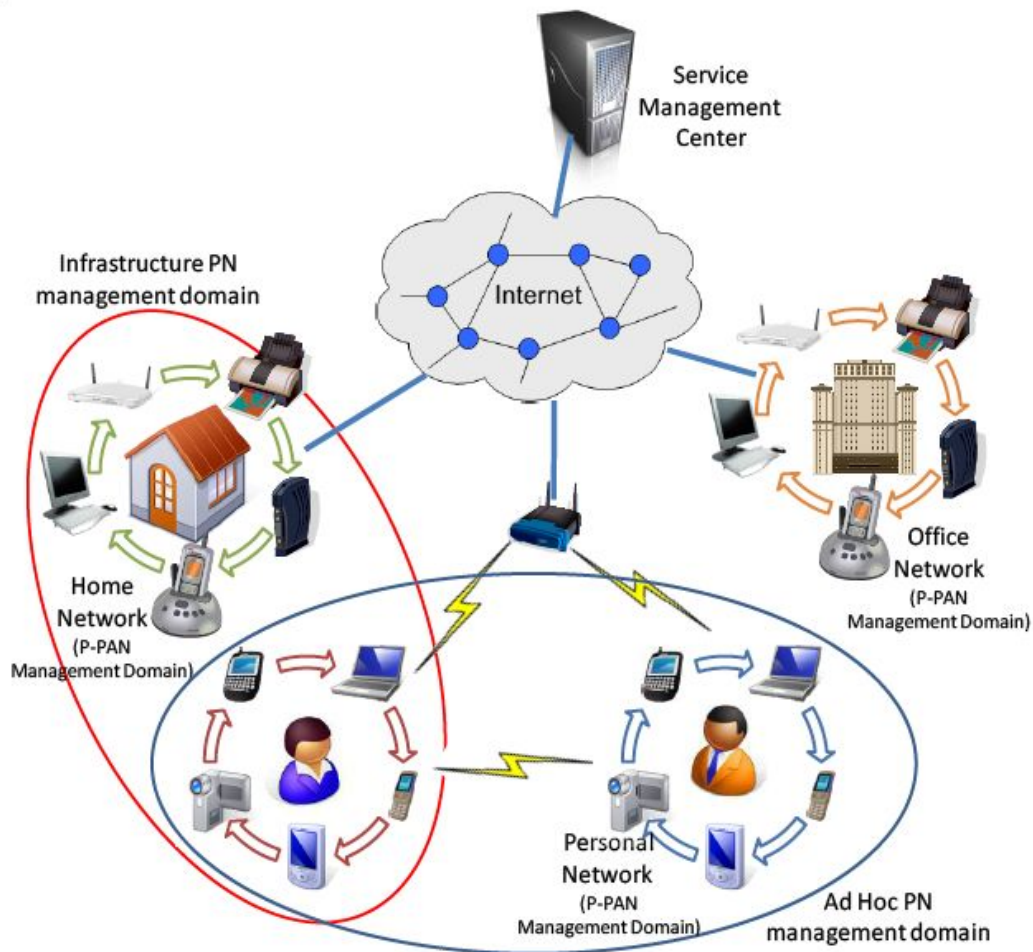 Service
Management
Center
Infrastructure PN
management domain
Internet
Home
Network
(P-PAN
Management Domain)
Office
Network
(P-PAN
Management Domain)
Personal
Network
(P-PAN
Management Domain)
Ad Hoc PN
management domain